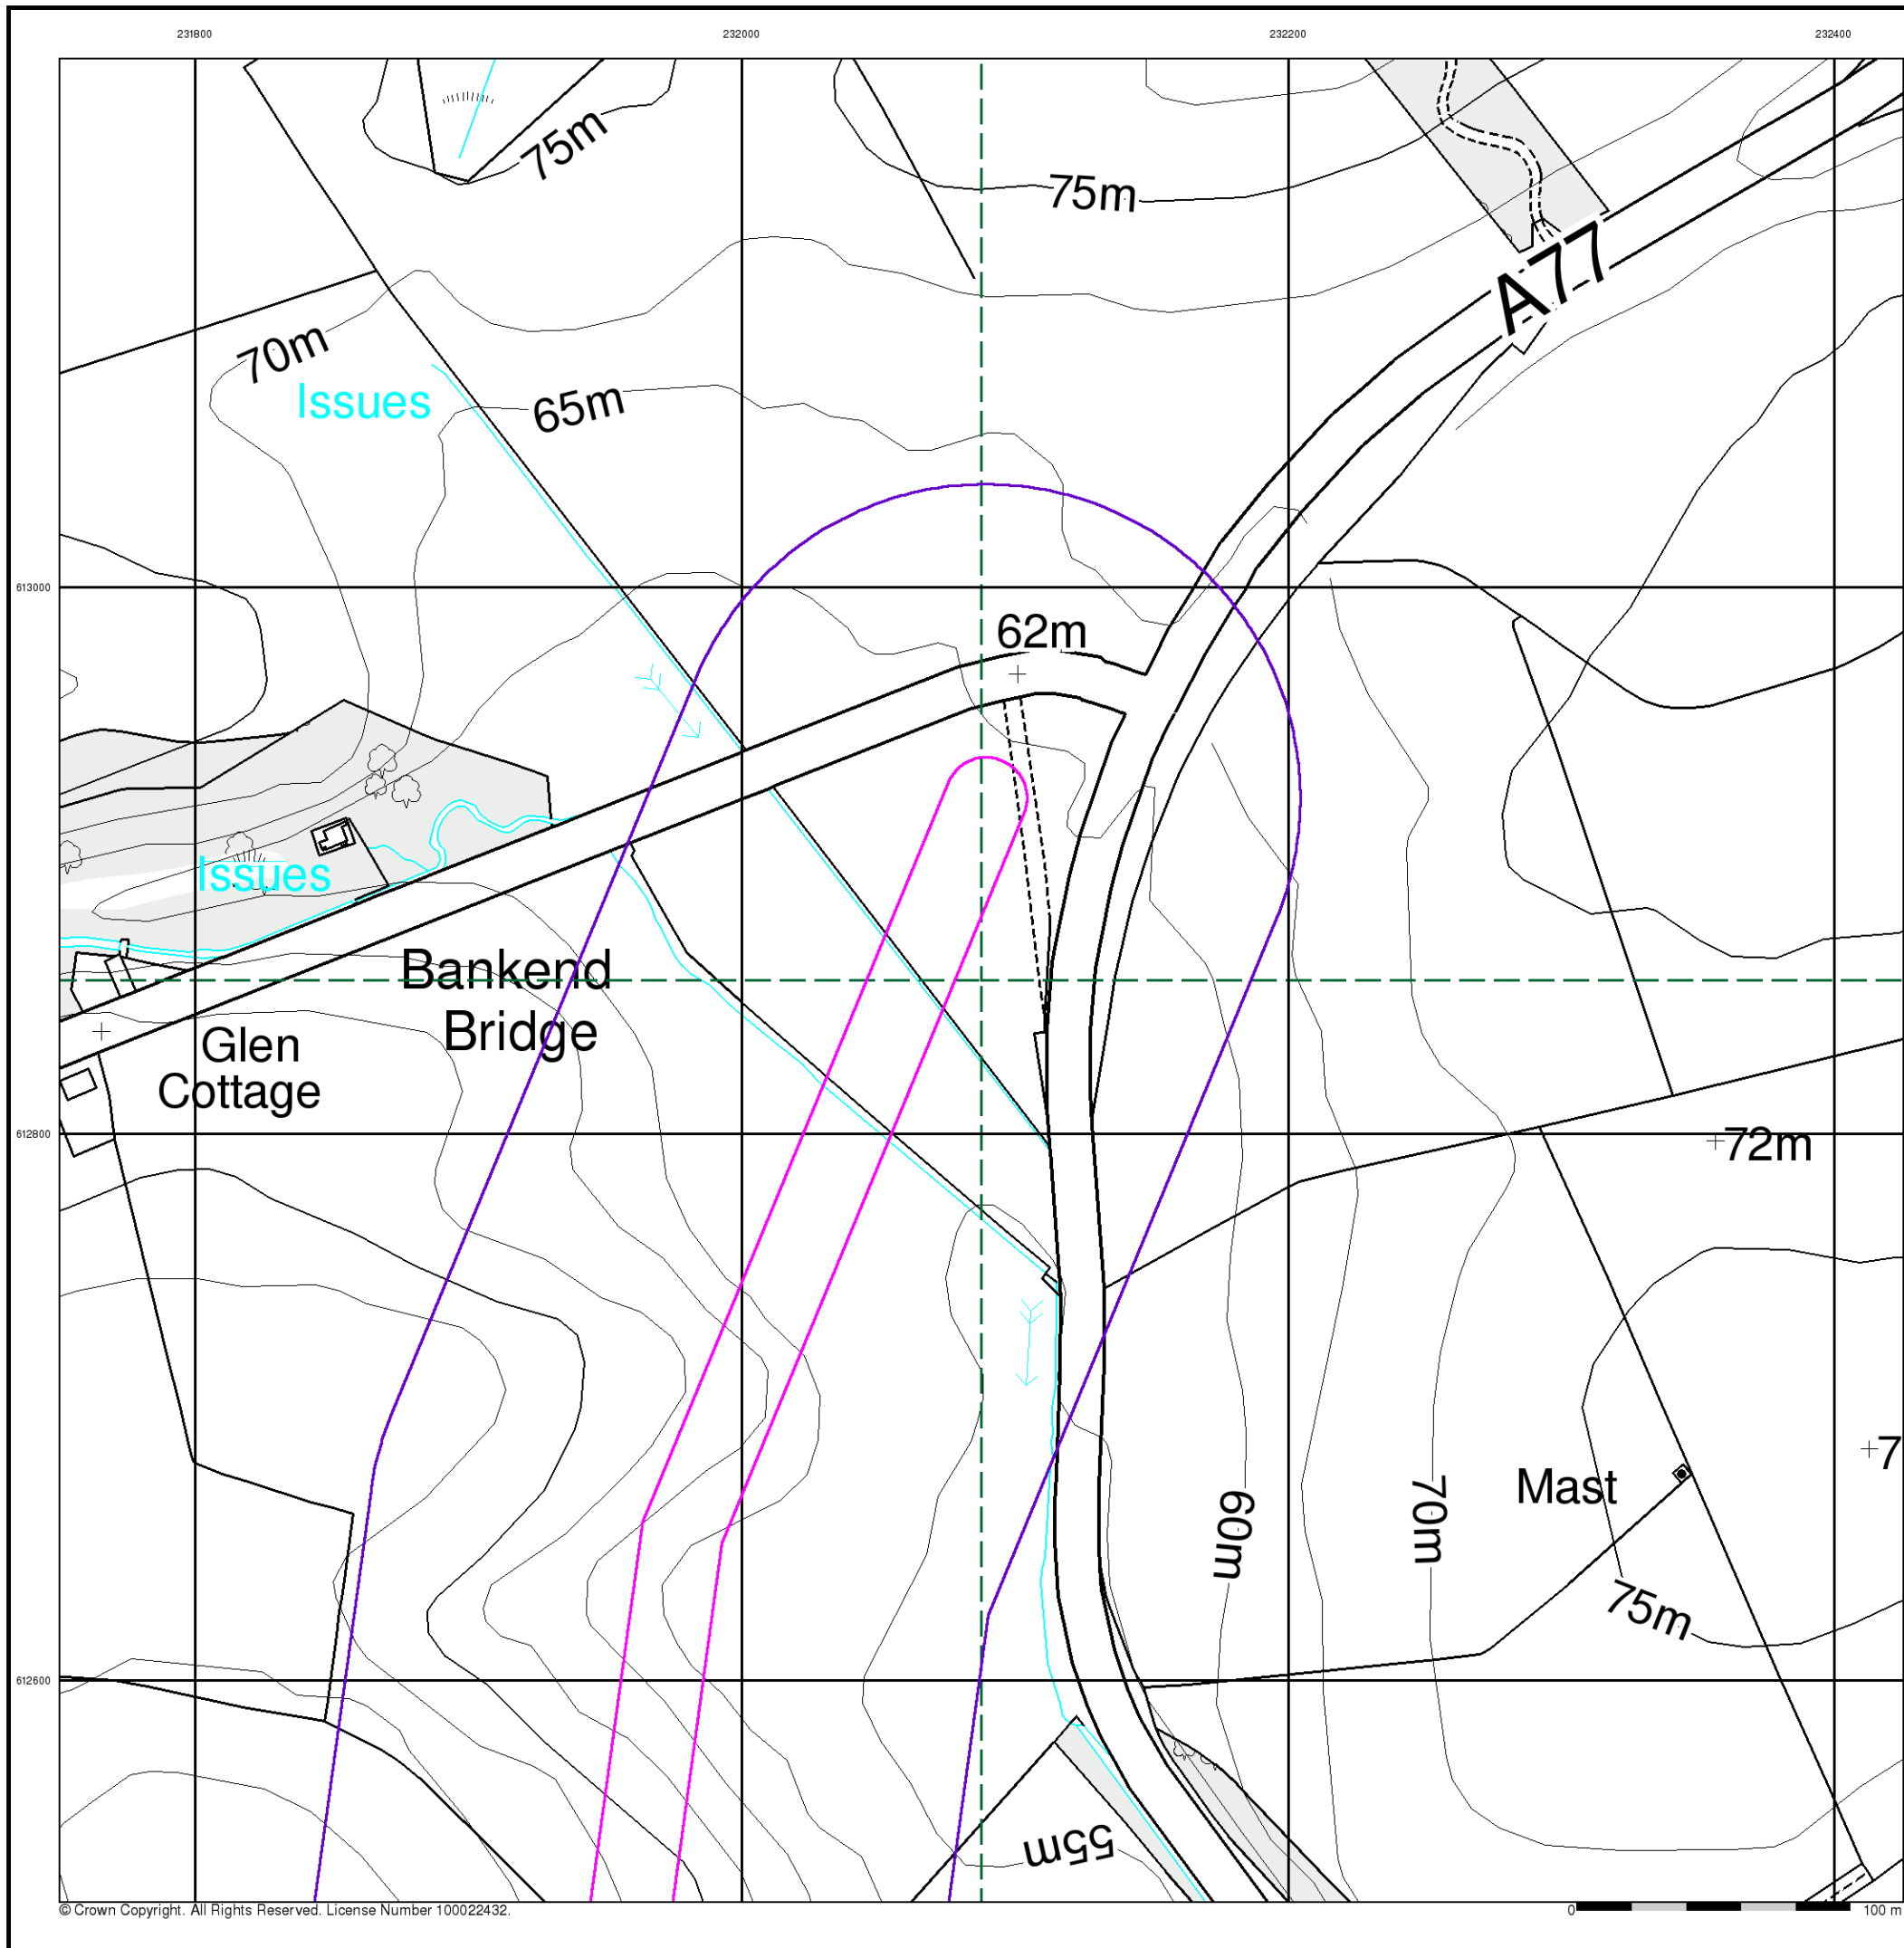 231800
232000
232200
232400
75m
75m
A77
70m
Issues
65m
613000
62m
Issues
Bankend
Bridge
Glen
Cottage
612800
72m
7
Mast
60m
70m
75m
612600
55m
© Crown Copyright. All Rights Reserved. License Number 100022432.
0
100 m